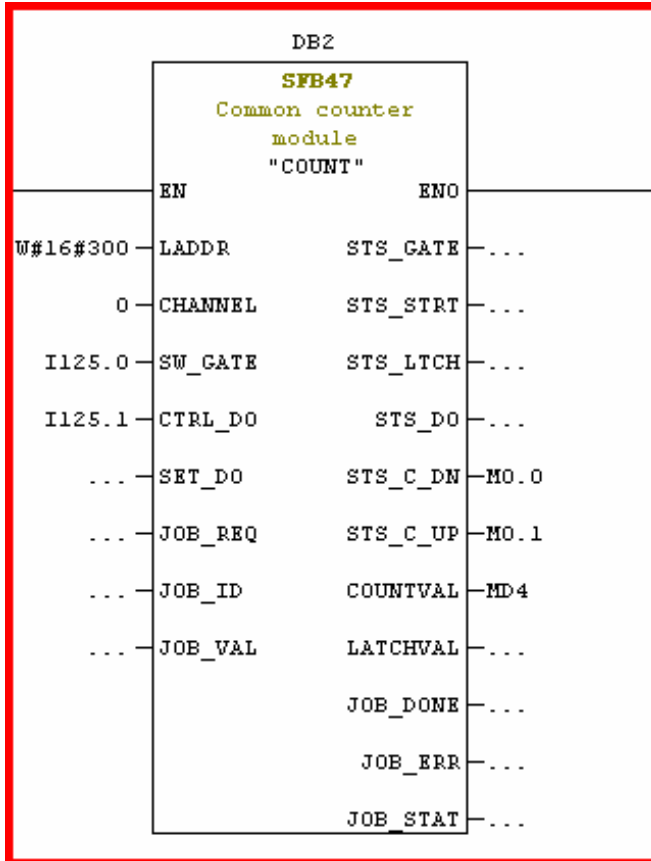 DB2
SFB47
Common counter
module
"COUNT"
EN ENO
W#16#300 LADDR STS_GATE ...
0 CHANNEL STS_STRT ...
I125.0 SW_GATE STS_LTCH ...
I125.1 CTRL_DO STS_DO ...
... SET_DO STS_C_DN M0.0
... JOB_REQ STS_C_UP M0.1
... JOB_ID COUNTVAL MD4
... JOB_VAL LATCHVAL ...
JOB_DONE ...
JOB_ERR ...
JOB_STAT ...